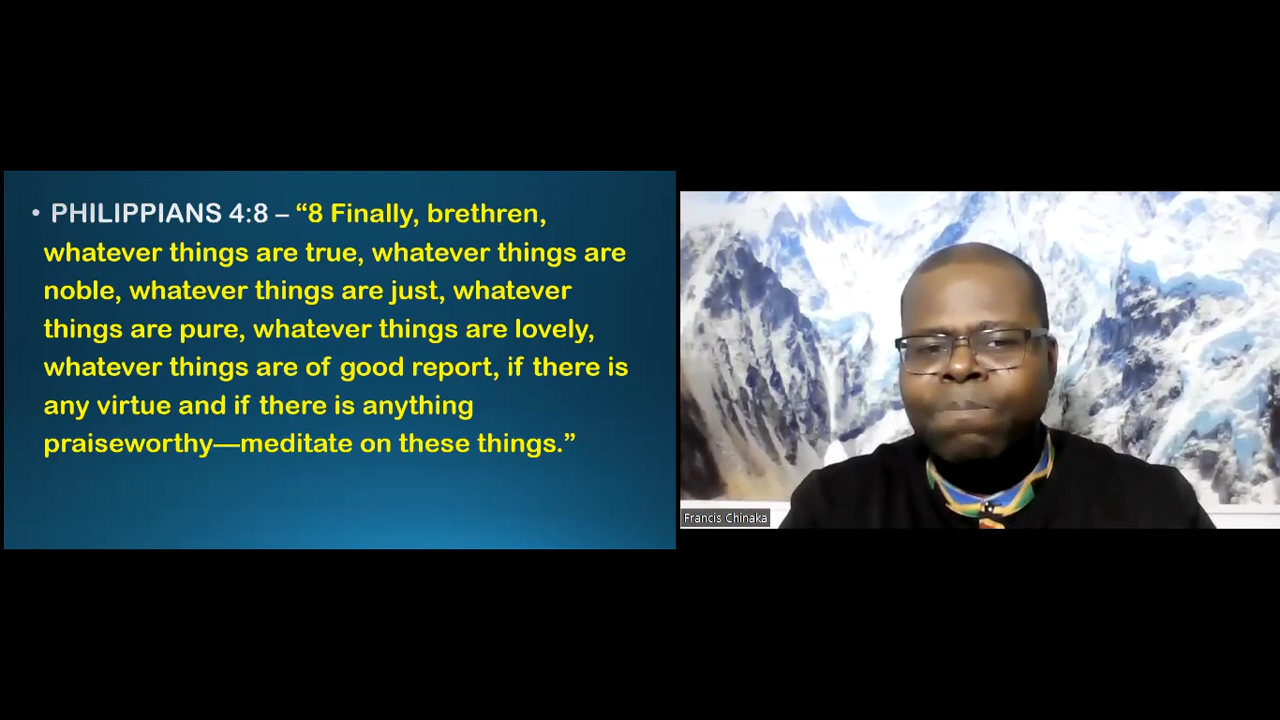 • PHILIPPIANS 4:8 – “8 Finally, brethren,
whatever things are true, whatever things are
noble, whatever things are just, whatever
things are pure, whatever things are lovely,
whatever things are of good report, if there is
any virtue and if there is anything
praiseworthy—meditate on these things.”
Francis Chinaka